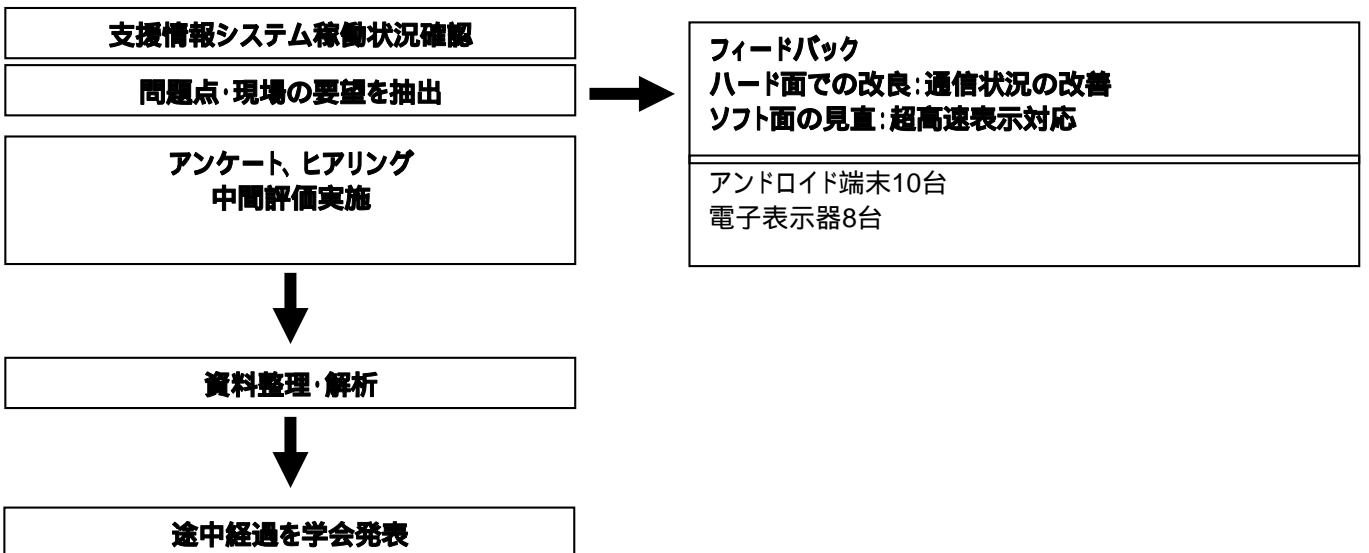 支援情報システム稼働状況確認
問題点・現場の要望を抽出
アンケート、ヒアリング
中間評価実施
フィードバック
ハード面での改良:通信状況の改善
ソフト面の見直:超高速表示対応
アンドロイド端末10台
電子表示器8台
資料整理・解析
途中経過を学会発表